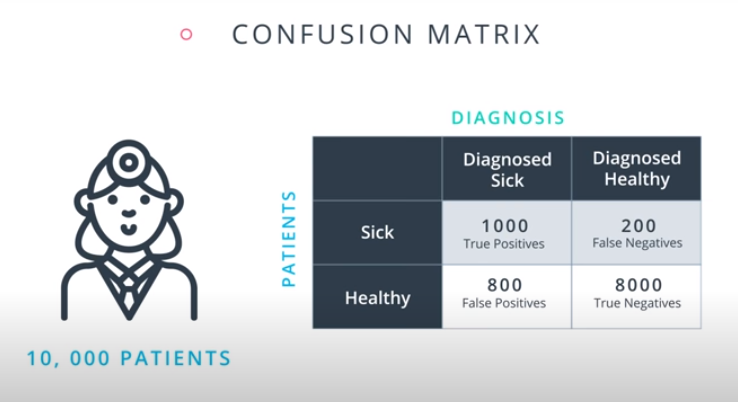 CONFUSION MATRIX
DIAGNOSIS
Diagnosed
Sick
Diagnosed
Healthy
PATIENTS
Sick
1000
True Positives
200
False Negatives
Healthy
800
False Positives
8000
True Negatives
10, 000 PATIENTS